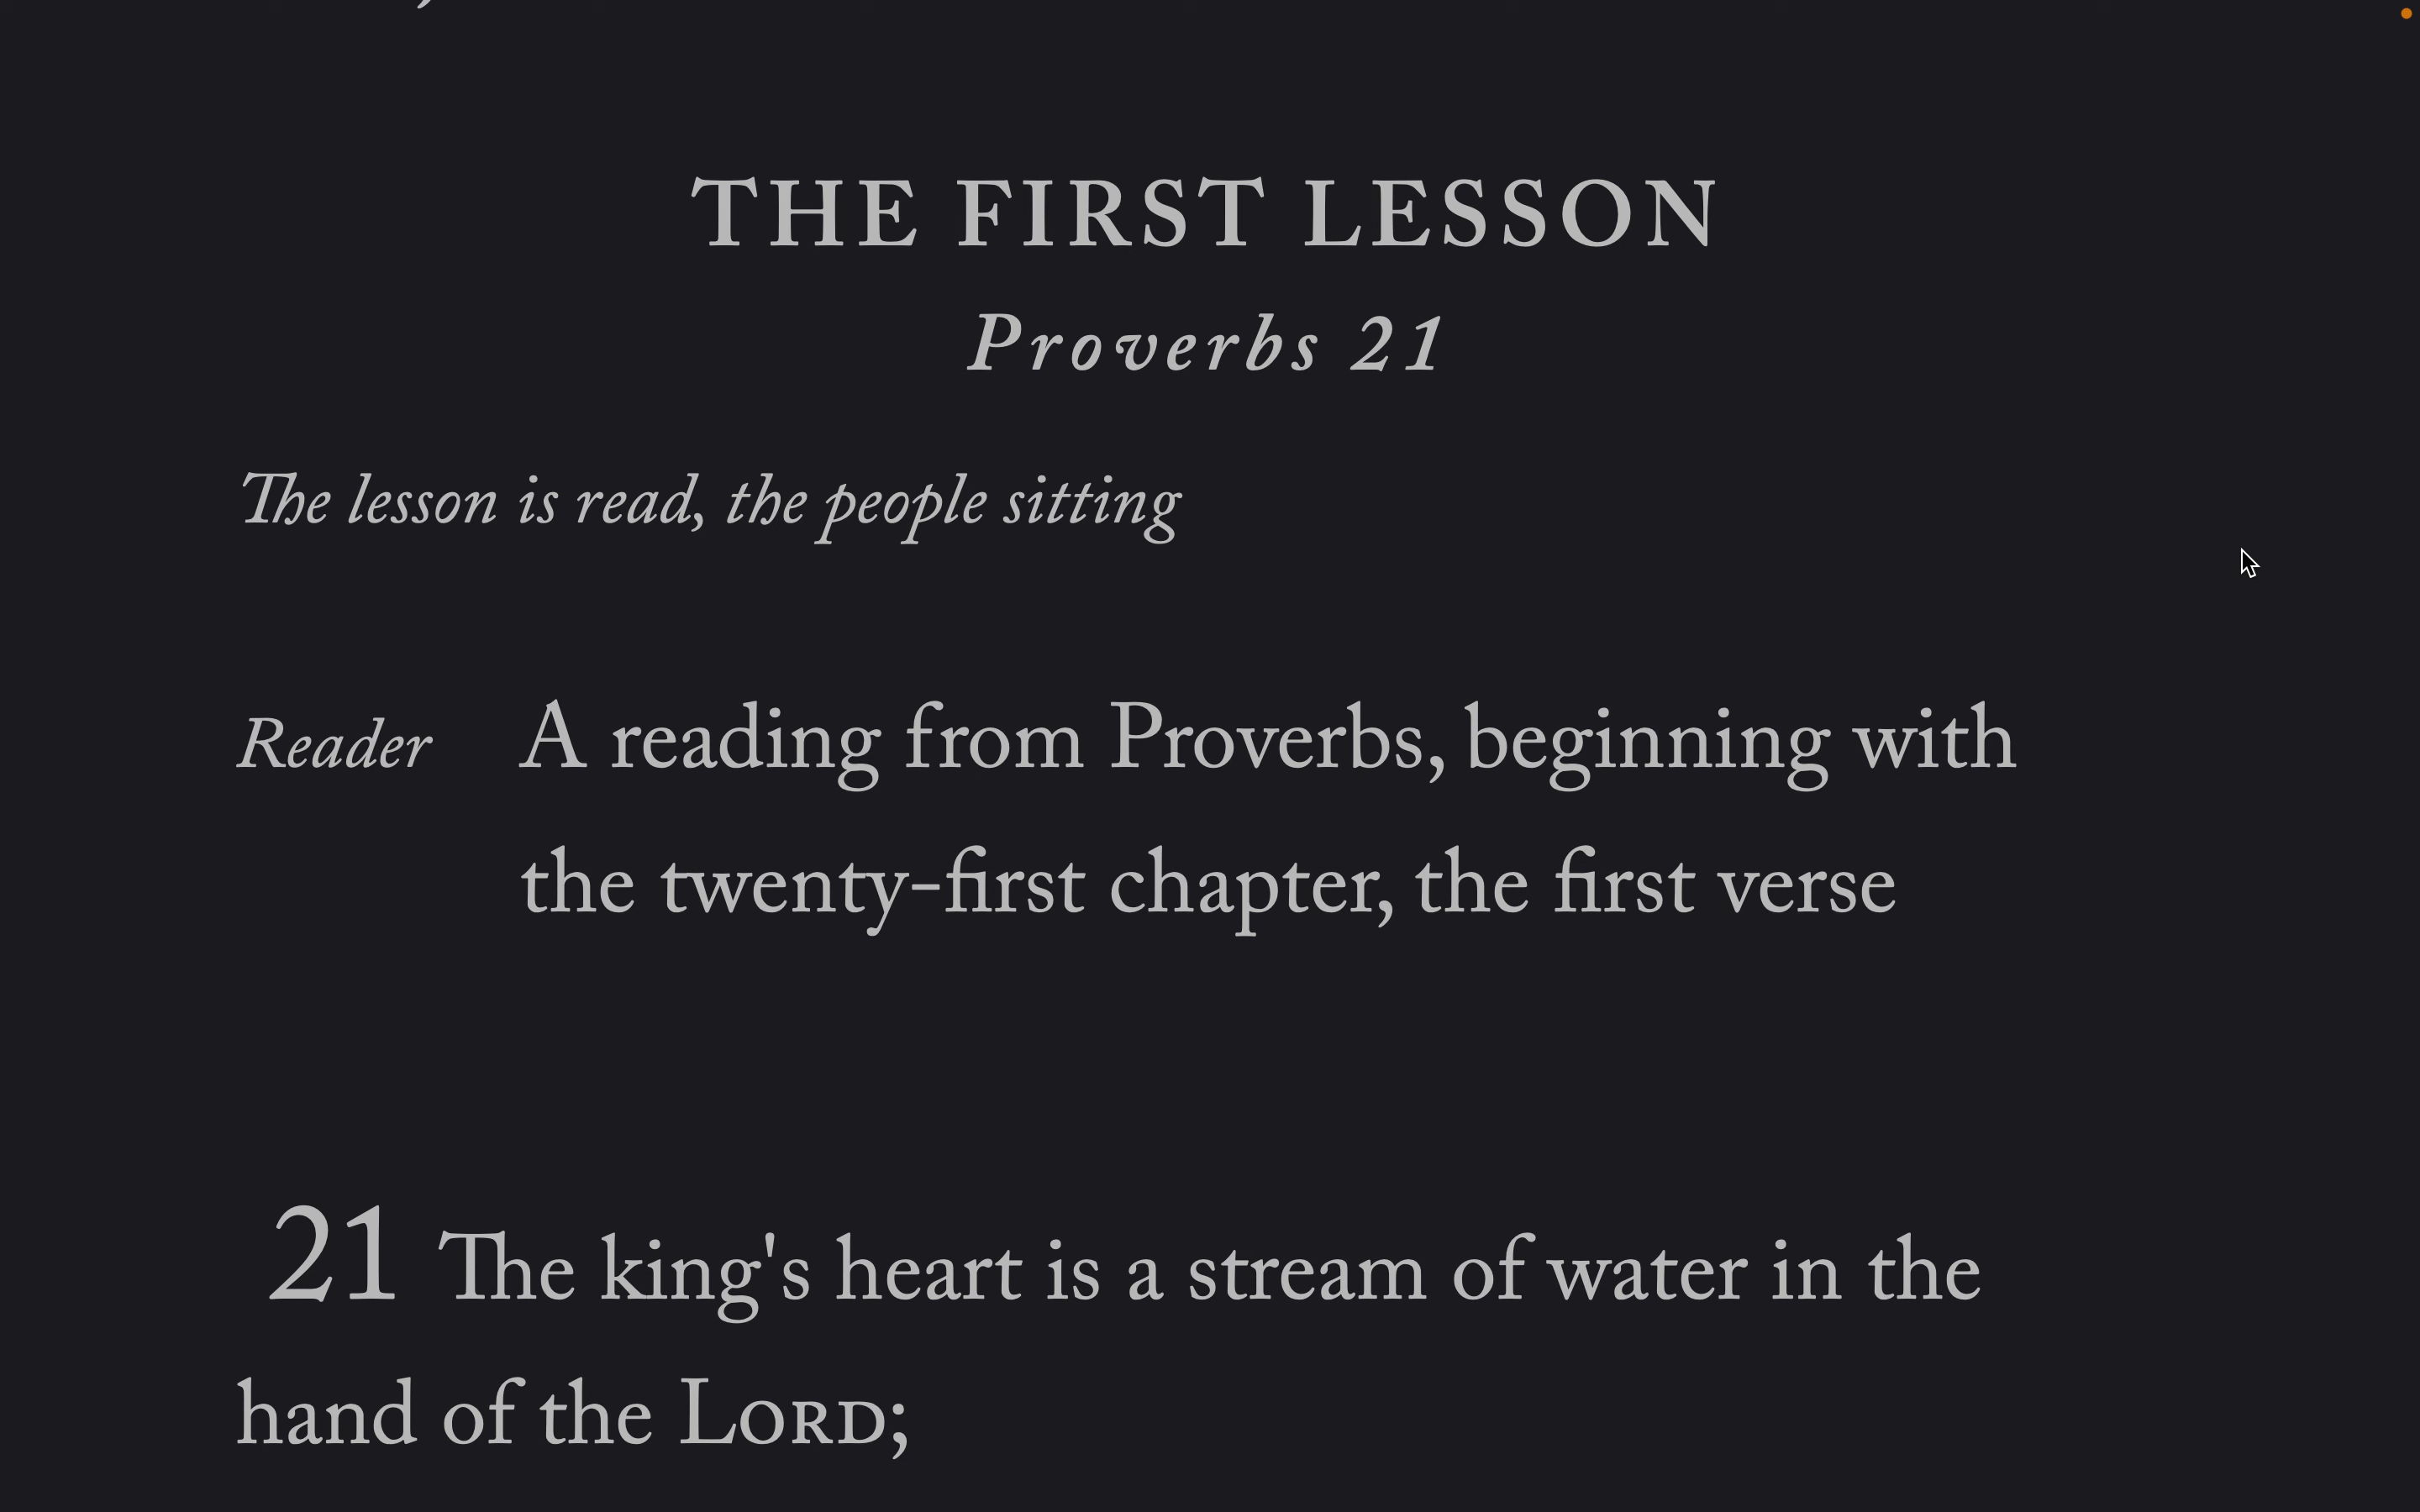 THE FIRST LESSON
Proverbs 21
The lesson is read, the people sitting
Reader A reading from Proverbs, beginning with
the twenty-first chapter, the first verse
21 The king's heart is a stream of water in the
hand of the LORD;